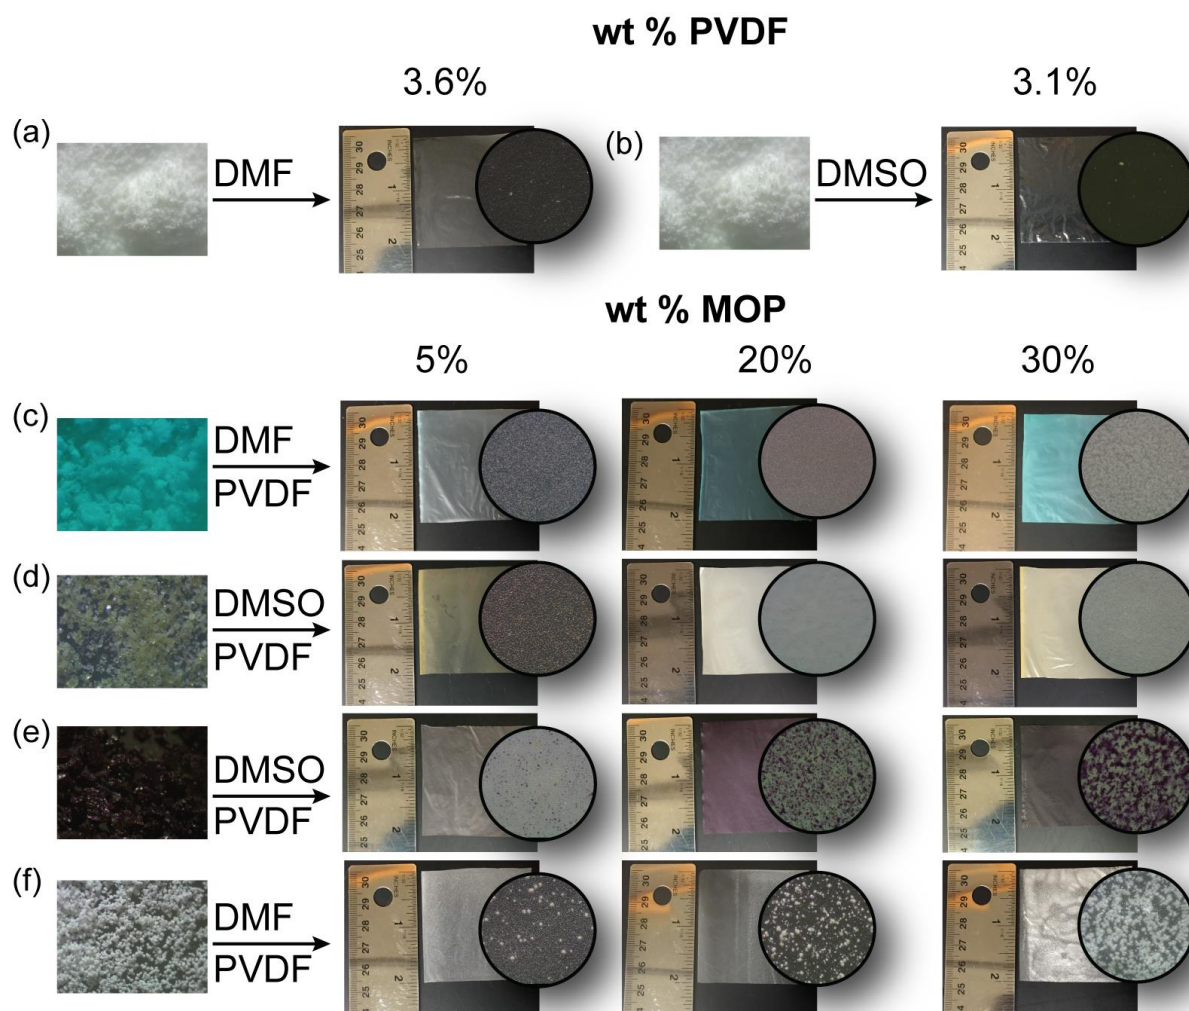 wt % PVDF
3.6%
3.1%
(a)
DMF
(b)
DMSO
wt % MOP
5%
20%
30%
(c)
DMF
PVDF
(d)
DMSO
PVDF
(e)
DMSO
PVDF
(f)
DMF
PVDF